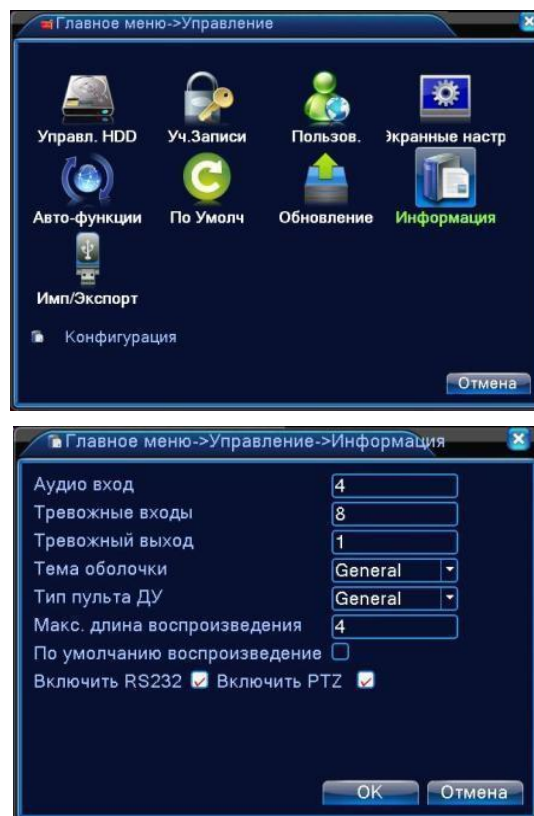 Главное меню->Управление
Управл. HDD Уч.Записи Пользов. Экранные настр
Авто-функции По Умолч Обновление Информация
Имп/Экспорт
Конфигурация
Отмена
Главное меню->Управление->Информация
Аудио вход 4
Тревожные входы 8
Тревожный выход 1
Тема оболочки General
Тип пульта ДУ General
Макс. длина воспроизведения 4
По умолчанию воспроизведение
Включить RS232 Включить PTZ
OK Отмена